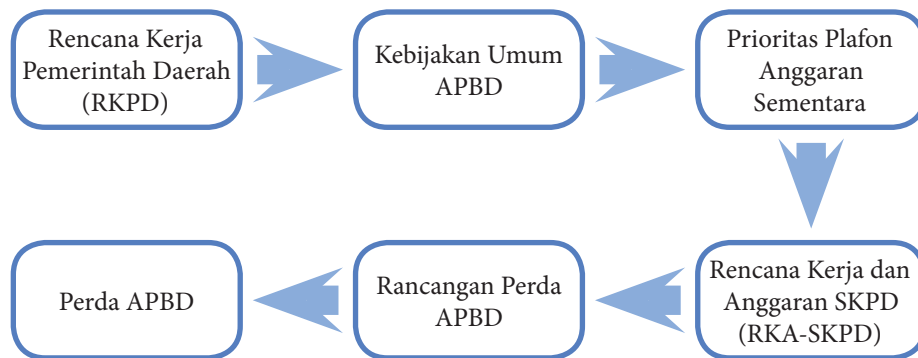 Rencana Kerja
Pemerintah Daerah
(RKPD)
Kebijakan Umum
APBD
Prioritas Plafon
Anggaran
Sementara
Rencana Kerja dan
Anggaran SKPD
(RKA-SKPD)
Rancangan Perda
APBD
Perda APBD